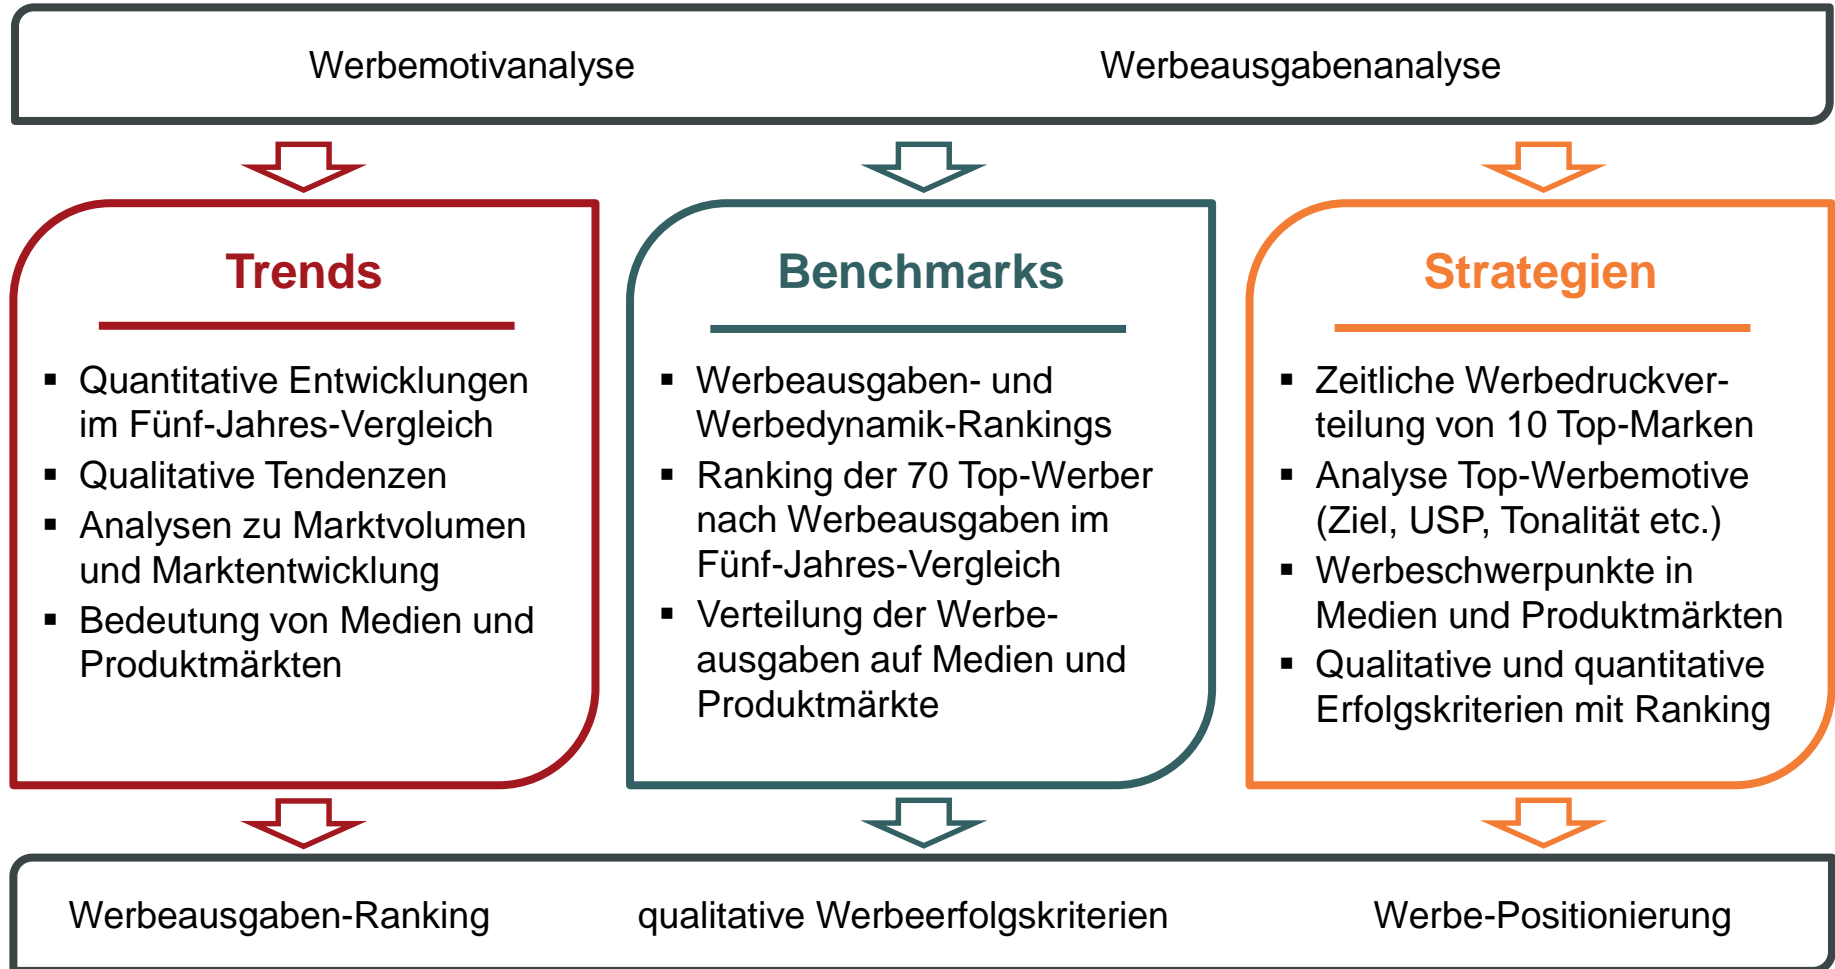 Werbemotivanalyse
Werbeausgabenanalyse
Trends
▪ Quantitative Entwicklungen
im Fünf-Jahres-Vergleich
▪ Qualitative Tendenzen
▪ Analysen zu Marktvolumen
und Marktentwicklung
▪ Bedeutung von Medien und
Produktmärkten
Benchmarks
▪ Werbeausgaben- und
Werbedynamik-Rankings
▪ Ranking der 70 Top-Werber
nach Werbeausgaben im
Fünf-Jahres-Vergleich
▪ Verteilung der Werbe-
ausgaben auf Medien und
Produktmärkte
Strategien
▪ Zeitliche Werbedruckver-
teilung von 10 Top-Marken
▪ Analyse Top-Werbemotive
(Ziel, USP, Tonalität etc.)
▪ Werbeschwerpunkte in
Medien und Produktmärkten
▪ Qualitative und quantitative
Erfolgskriterien mit Ranking
Werbeausgaben-Ranking
qualitative Werbeerfolgskriterien
Werbe-Positionierung